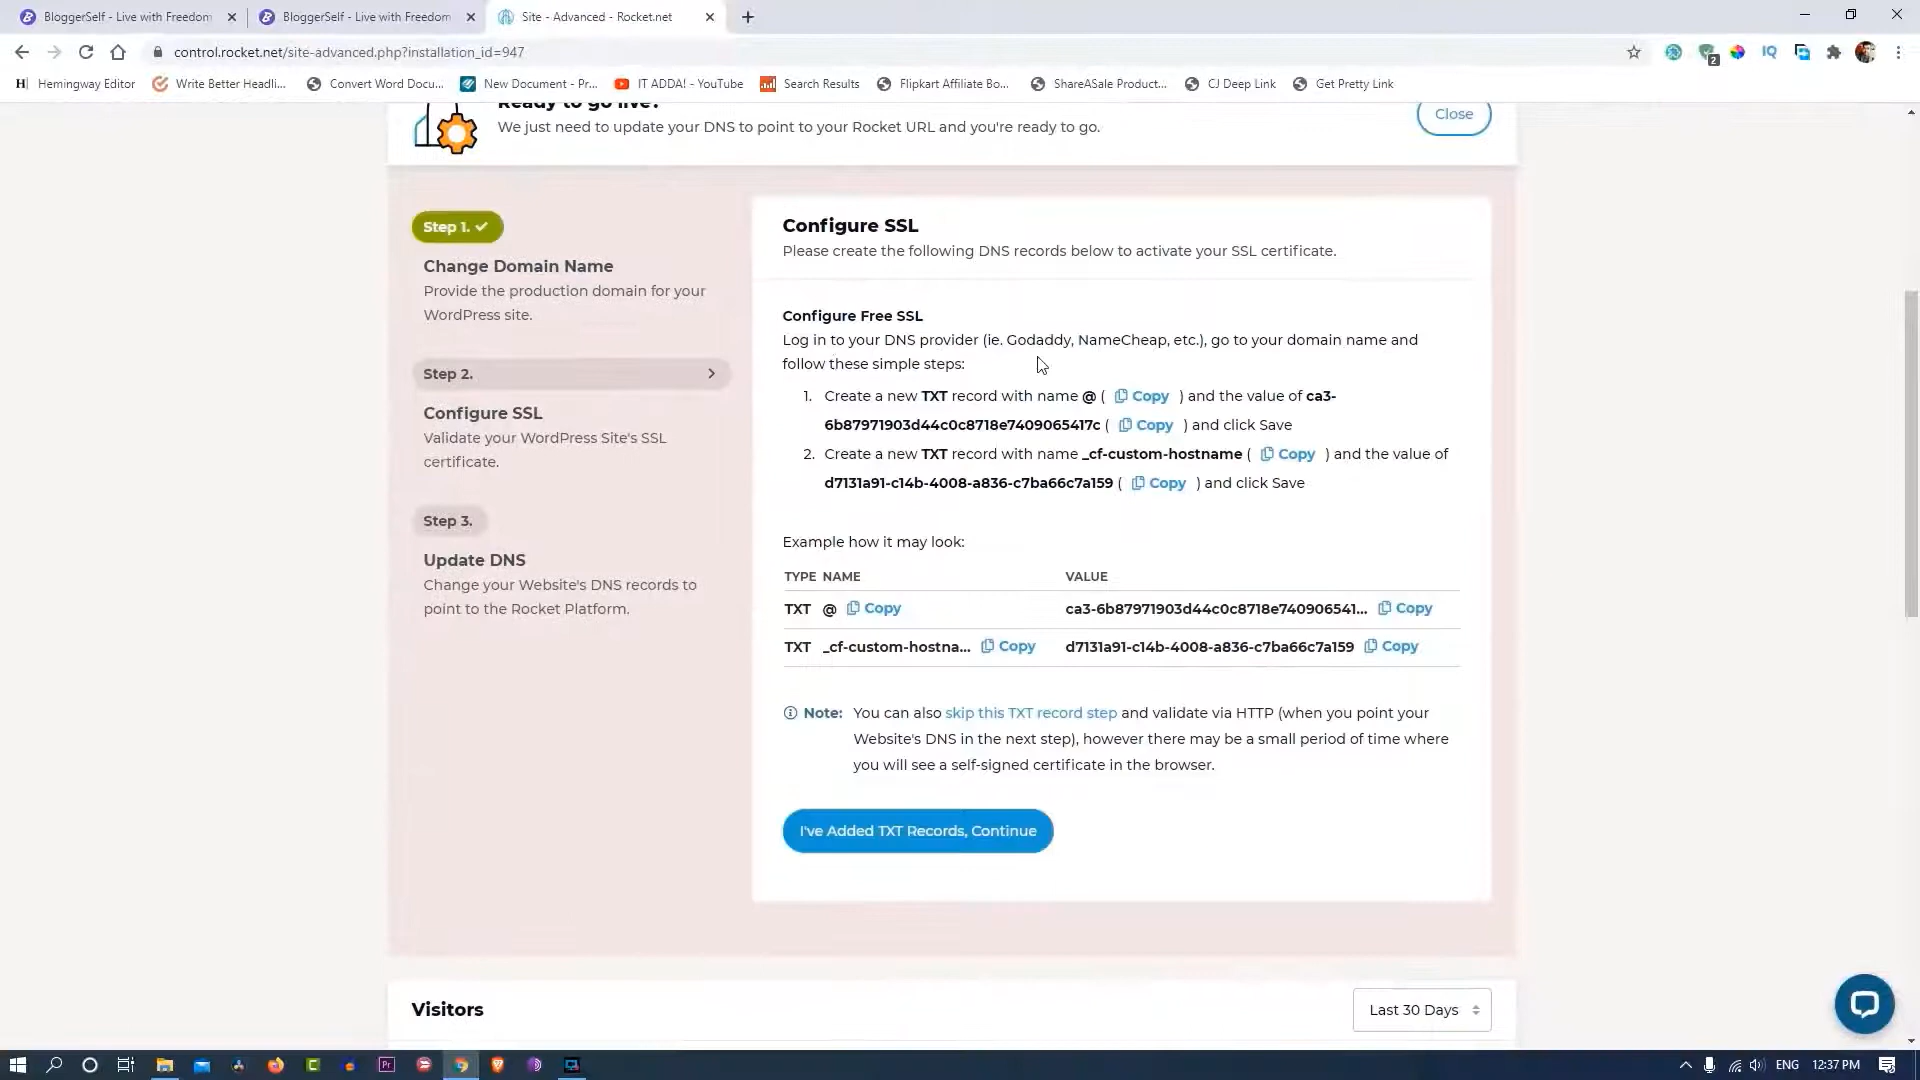 BloggerSelf - Live with Freedom
BloggerSelf - Live with Freedom
Site - Advanced - Rocket.net
control.rocket.net/site-advanced.php?installation_id=947
2
IQ
Hemingway Editor
Write Better Headli...
Convert Word Docu...
New Document - Pr...
IT ADDA! - YouTube
Search Results
Flipkart Affiliate Bo...
ShareASale Product...
CJ Deep Link
Get Pretty Link
Ready to go live?
We just need to update your DNS to point to your Rocket URL and you're ready to go.
Close
Step 1.
Change Domain Name
Provide the production domain for your
WordPress site.
Step 2.
Configure SSL
Validate your WordPress Site's SSL
certificate.
Step 3.
Update DNS
Change your Website's DNS records to
point to the Rocket Platform.
Configure SSL
Please create the following DNS records below to activate your SSL certificate.
Configure Free SSL
Log in to your DNS provider (ie. Godaddy, NameCheap, etc.), go to your domain name and
follow these simple steps:
1. Create a new TXT record with name @ ( Copy ) and the value of ca3-
6b87971903d44c0c8718e7409065417c ( Copy ) and click Save
2. Create a new TXT record with name _cf-custom-hostname ( Copy ) and the value of
d7131a91-c14b-4008-a836-c7ba66c7a159 ( Copy ) and click Save
Example how it may look:
TYPE NAME VALUE
TXT @ Copy ca3-6b87971903d44c0c8718e740906541... Copy
TXT _cf-custom-hostna... Copy d7131a91-c14b-4008-a836-c7ba66c7a159 Copy
Note: You can also skip this TXT record step and validate via HTTP (when you point your
Website's DNS in the next step), however there may be a small period of time where
you will see a self-signed certificate in the browser.
I've Added TXT Records, Continue
Visitors
Last 30 Days
Pr
ENG
12:37 PM